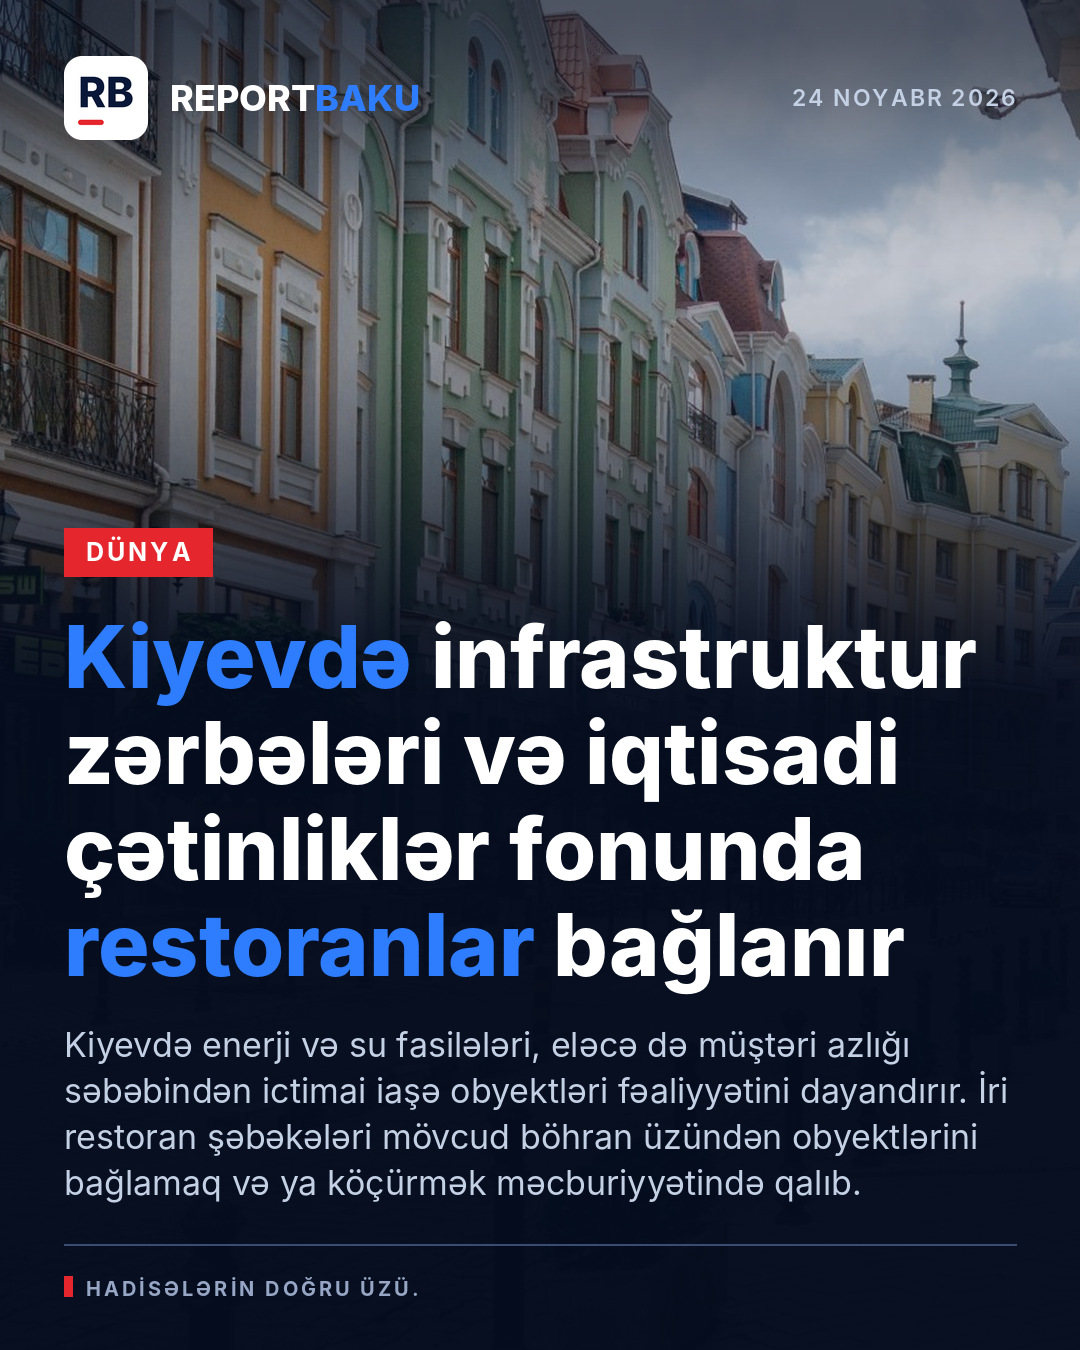 RB
REPORTBAKU
24 NOYABR 2026
DÜNYA
Kiyevdə infrastruktur
zərbələri və iqtisadi
çətinliklər fonunda
restoranlar bağlanır
Kiyevdə enerji və su fasilələri, eləcə də müştəri azlığı
səbəbindən ictimai iaşə obyektləri fəaliyyətini dayandırır. İri
restoran şəbəkələri mövcud böhran üzündən obyektlərini
bağlamaq və ya köçürmək məcburiyyətində qalıb.
HADİSƏLƏRİN DOĞRU ÜZÜ.